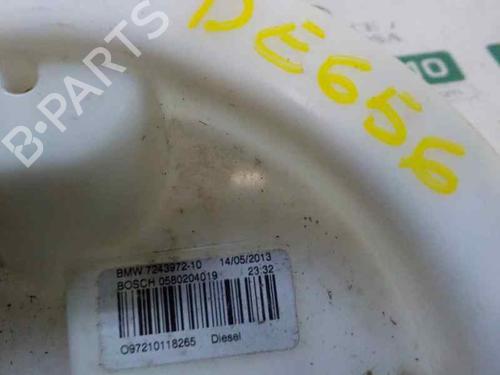 DE656
B-PARTS
BMW 7243972-10 14/05/2013
BOSCH 0580204019 23:32
O97210118265 Diesel